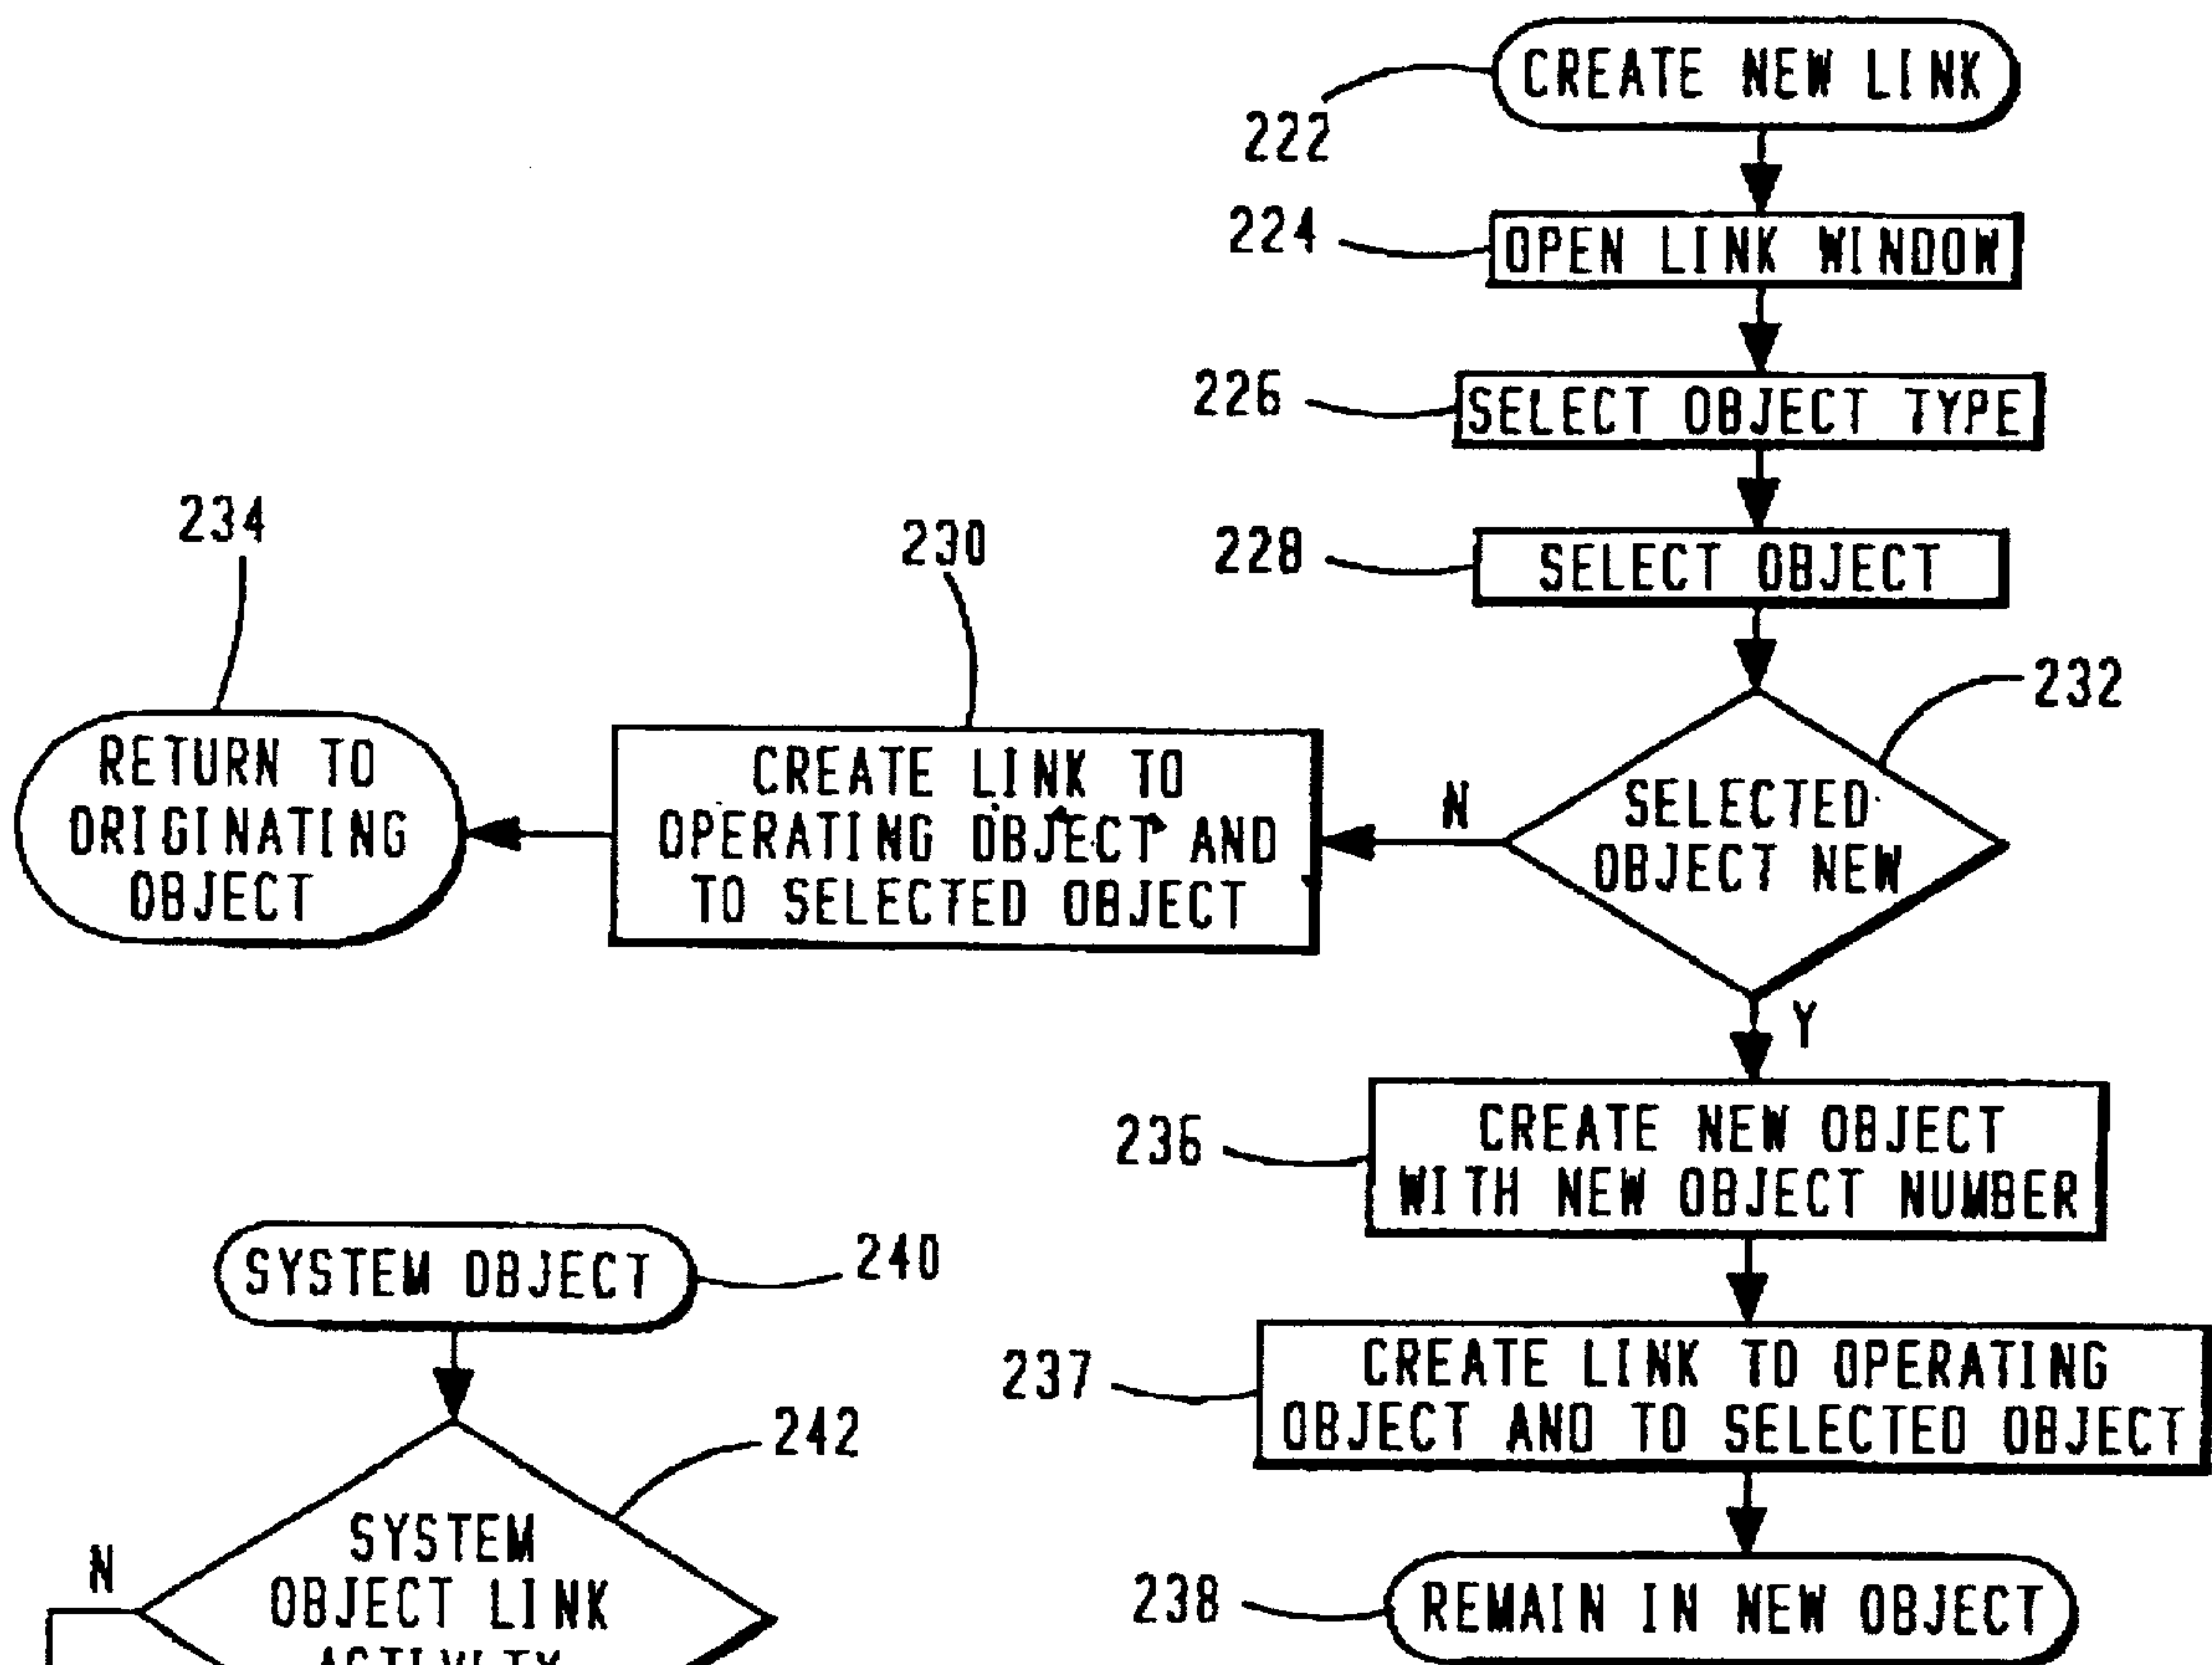 CREATE NEW LINK
222
224
OPEN LINK WINDOW
226
SELECT OBJECT TYPE
228
SELECT OBJECT
232
SELECTED
OBJECT NEW
N
Y
230
CREATE LINK TO
OPERATING OBJECT AND
TO SELECTED OBJECT
234
RETURN TO
ORIGINATING
OBJECT
236
CREATE NEW OBJECT
WITH NEW OBJECT NUMBER
237
CREATE LINK TO OPERATING
OBJECT AND TO SELECTED OBJECT
238
REMAIN IN NEW OBJECT
SYSTEM OBJECT
240
242
SYSTEM
OBJECT LINK
N